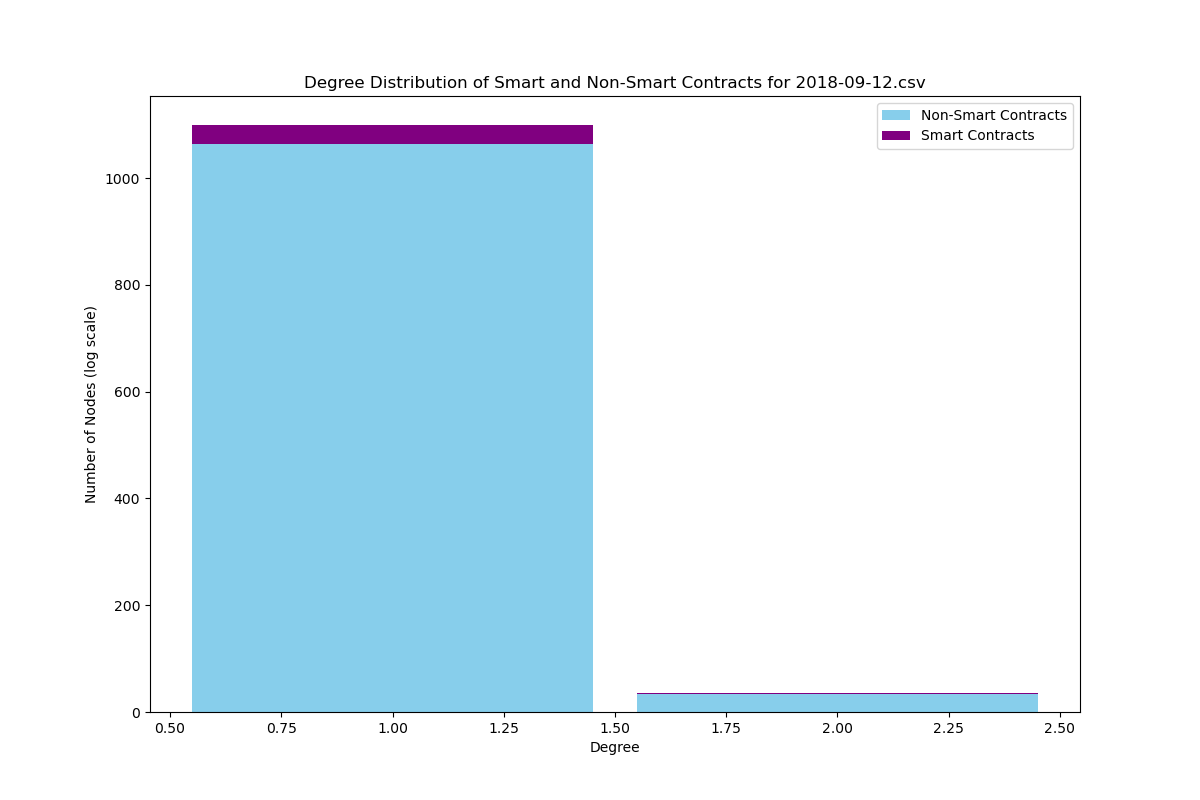 Degree Distribution of Smart and Non-Smart Contracts for 2018-09-12.csv
Non-Smart Contracts
Smart Contracts
Number of Nodes (log scale)
1000
800
600
400
200
0
0.50 0.75 1.00 1.25 1.50 1.75 2.00 2.25 2.50
Degree